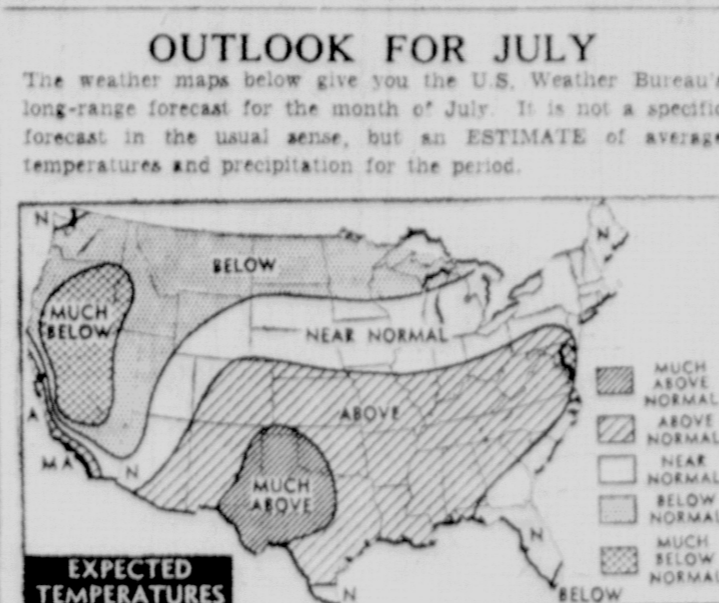 OUTLOOK FOR JULY
The weather maps below give you the U.S. Weather Bureau's
long-range forecast for the month of July. It is not a specific
forecast in the usual sense, but an ESTIMATE of average
temperatures and precipitation for the period.
N
N
BELOW
MUCH
BELOW
NEAR NORMAL
MUCH
ABOVE
NORMAL
ABOVE
A
ABOVE
NORMAL
MA
N
NEAR
NORMAL
MUCH
ABOVE
BELOW
NORMAL
N
MUCH
BELOW
NORMAL
EXPECTED
TEMPERATURES
N
BELOW